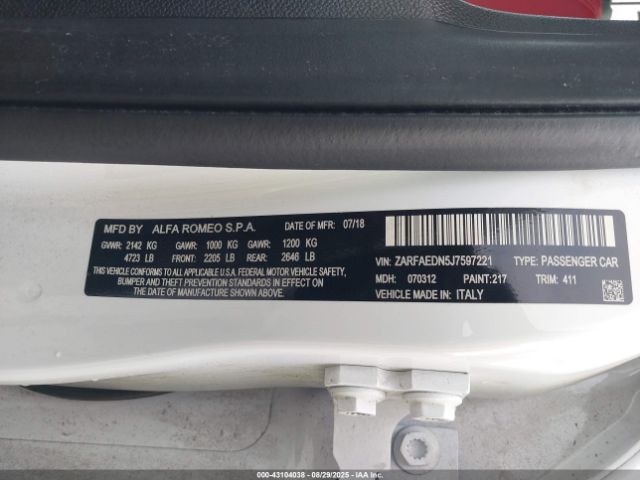 MFD BY ALFA ROMEO S.P.A. DATE OF MFR: 07/18
GVWR: 2142 KG GAWR: 1000 KG GAWR: 1200 KG
4723 LB FRONT: 2205 LB REAR: 2646 LB
THIS VEHICLE CONFORMS TO ALL U.S.A. FEDERAL MOTOR VEHICLE SAFETY,
BUMPER AND THEFT PREVENTION STANDARDS IN EFFECT ON
THE DATE OF MANUFACTURE SHOWN ABOVE.
VIN: ZARFAEDN5J7597221 TYPE: PASSENGER CAR
MDH: 070312 PAINT:217 TRIM: 411
VEHICLE MADE IN: ITALY
000-43104038 - 08/29/2025 - IAAI.COM